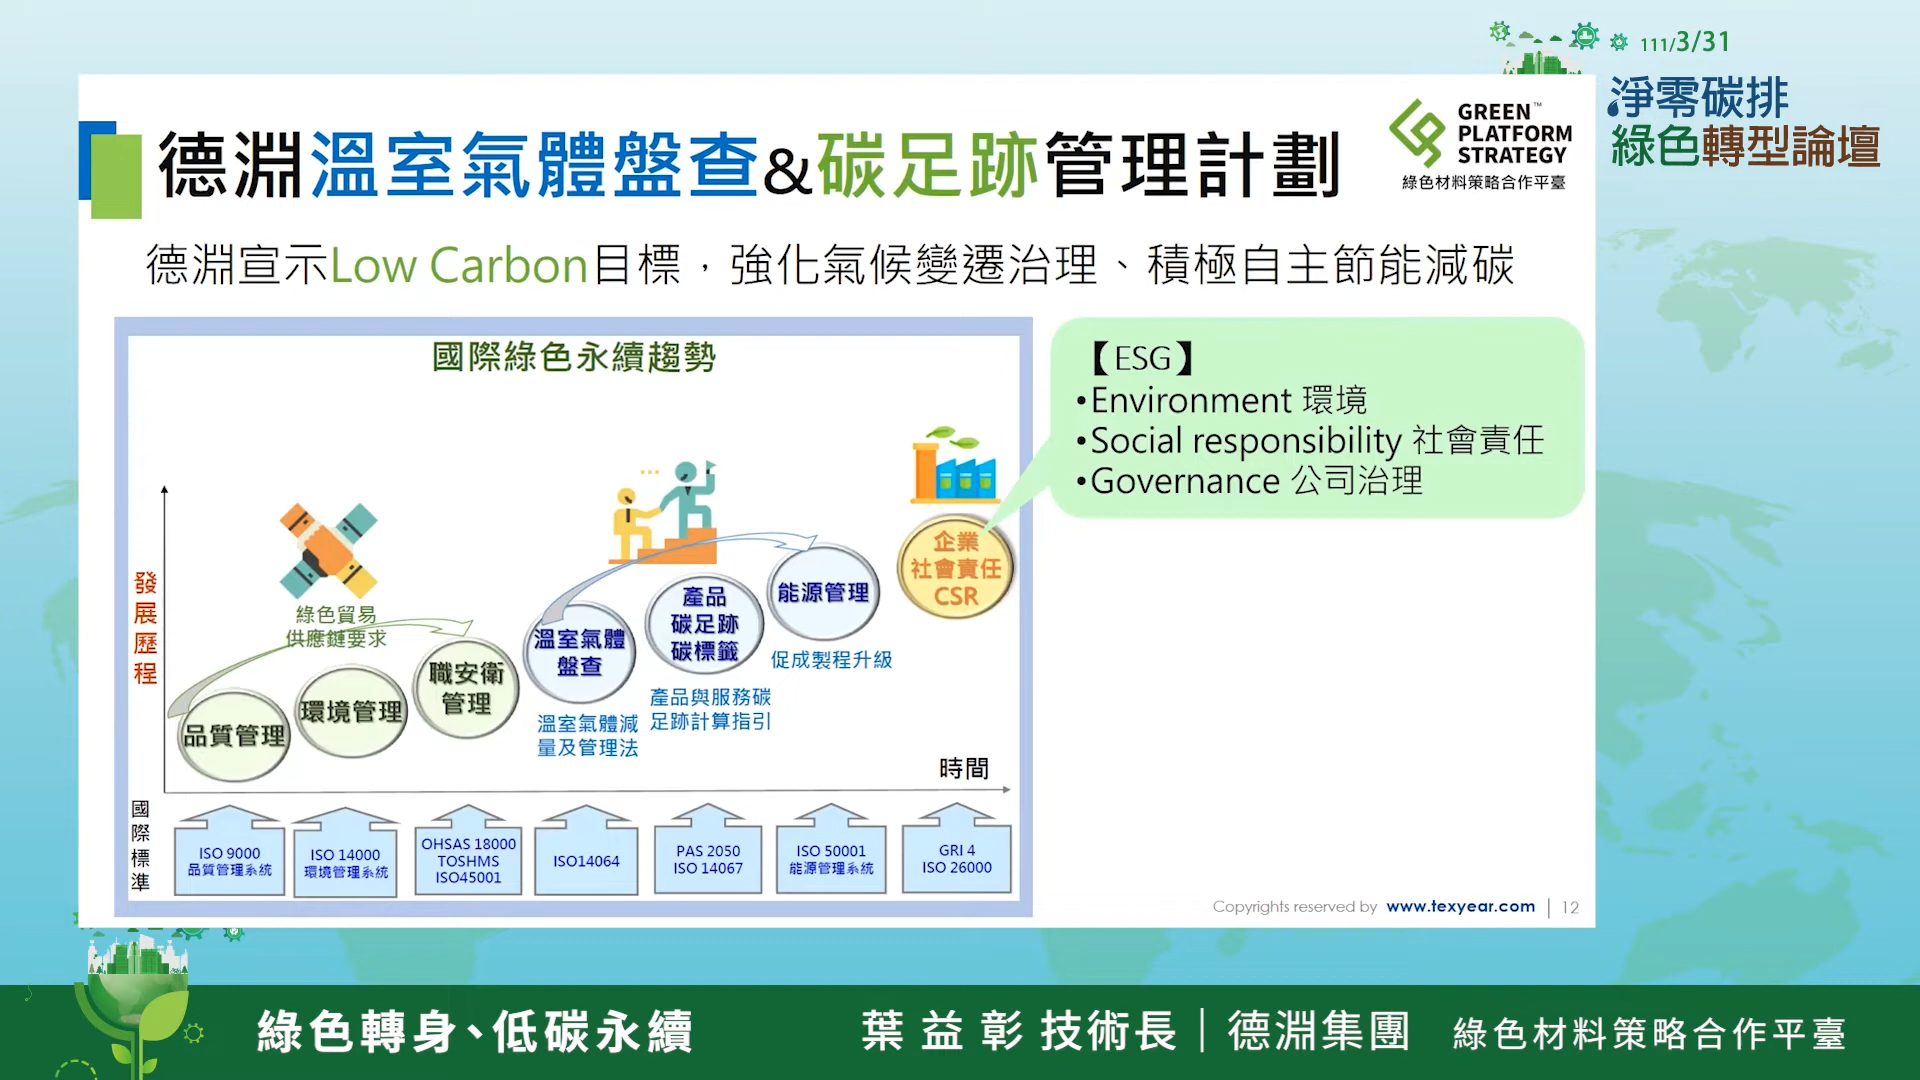 111/3/31
淨零碳排
綠色轉型論壇
德淵溫室氣體盤查&碳足跡管理計劃
GREEN™
PLATFORM
STRATEGY
綠色材料策略合作平臺
德淵宣示Low Carbon目標，強化氣候變遷治理、積極自主節能減碳
國際綠色永續趨勢
【ESG】
•Environment 環境
•Social responsibility 社會責任
•Governance 公司治理
發展歷程
綠色貿易
供應鏈要求
品質管理
環境管理
職安衛
管理
溫室氣體
盤查
溫室氣體減
量及管理法
產品
碳足跡
碳標籤
產品與服務碳
足跡計算指引
能源管理
促成製程升級
企業
社會責任
CSR
時間
國際標準
ISO 9000
品質管理系統
ISO 14000
環境管理系統
OHSAS 18000
TOSHMS
ISO45001
ISO14064
PAS 2050
ISO 14067
ISO 50001
能源管理系統
GRI 4
ISO 26000
Copyrights reserved by www.texyear.com | 12
綠色轉身、低碳永續
葉益彰 技術長｜德淵集團 綠色材料策略合作平臺